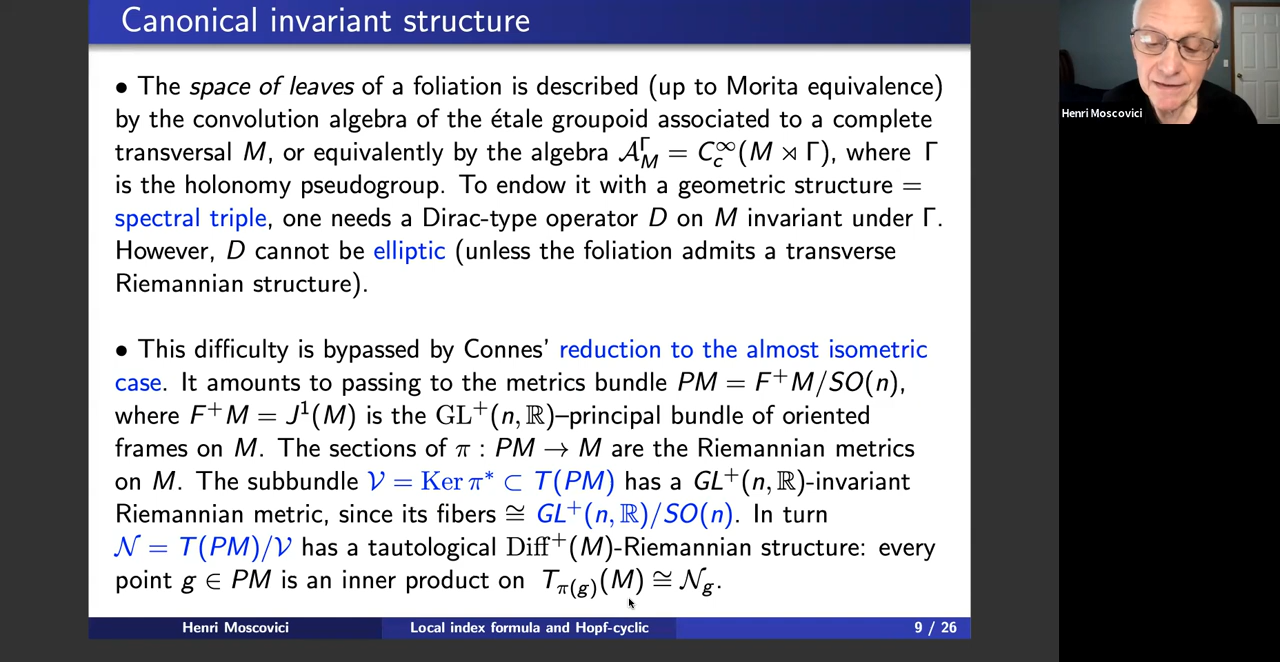 Canonical invariant structure
• The space of leaves of a foliation is described (up to Morita equivalence)
by the convolution algebra of the étale groupoid associated to a complete
transversal M, or equivalently by the algebra 𝒜_M^Γ = C_c^∞(M ⋊ Γ), where Γ
is the holonomy pseudogroup. To endow it with a geometric structure =
spectral triple, one needs a Dirac-type operator D on M invariant under Γ.
However, D cannot be elliptic (unless the foliation admits a transverse
Riemannian structure).
• This difficulty is bypassed by Connes' reduction to the almost isometric
case. It amounts to passing to the metrics bundle PM = F⁺M/SO(n),
where F⁺M = J¹(M) is the GL⁺(n, ℝ)–principal bundle of oriented
frames on M. The sections of π : PM → M are the Riemannian metrics
on M. The subbundle 𝒱 = Ker π* ⊂ T(PM) has a GL⁺(n, ℝ)-invariant
Riemannian metric, since its fibers ≅ GL⁺(n, ℝ)/SO(n). In turn
𝒩 = T(PM)/𝒱 has a tautological Diff⁺(M)-Riemannian structure: every
point g ∈ PM is an inner product on T_{π(g)}(M) ≅ 𝒩_g.
Henri Moscovici
Local index formula and Hopf-cyclic
9 / 26
Henri Moscovici